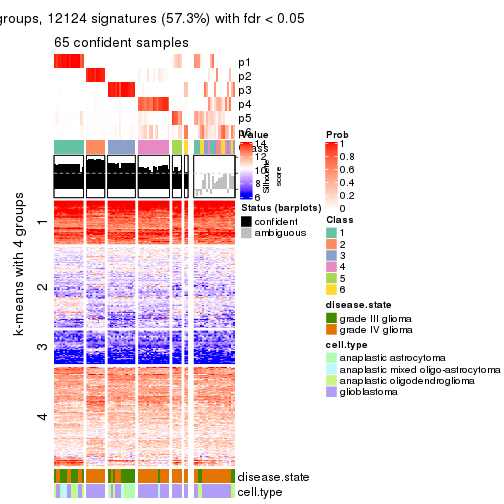 groups, 12124 signatures (57.3%) with fdr < 0.05
65 confident samples
p1
p2
p3
p4
p5
p6
Class
Silhouette
score
Value
14
12
10
8
6
Status (barplots)
confident
ambiguous
Prob
1
0.8
0.6
0.4
0.2
0
Class
1
2
3
4
5
6
disease.state
grade III glioma
grade IV glioma
cell.type
anaplastic astrocytoma
anaplastic mixed oligo-astrocytoma
anaplastic oligodendroglioma
glioblastoma
k-means with 4 groups
1
2
3
4
disease.state
cell.type